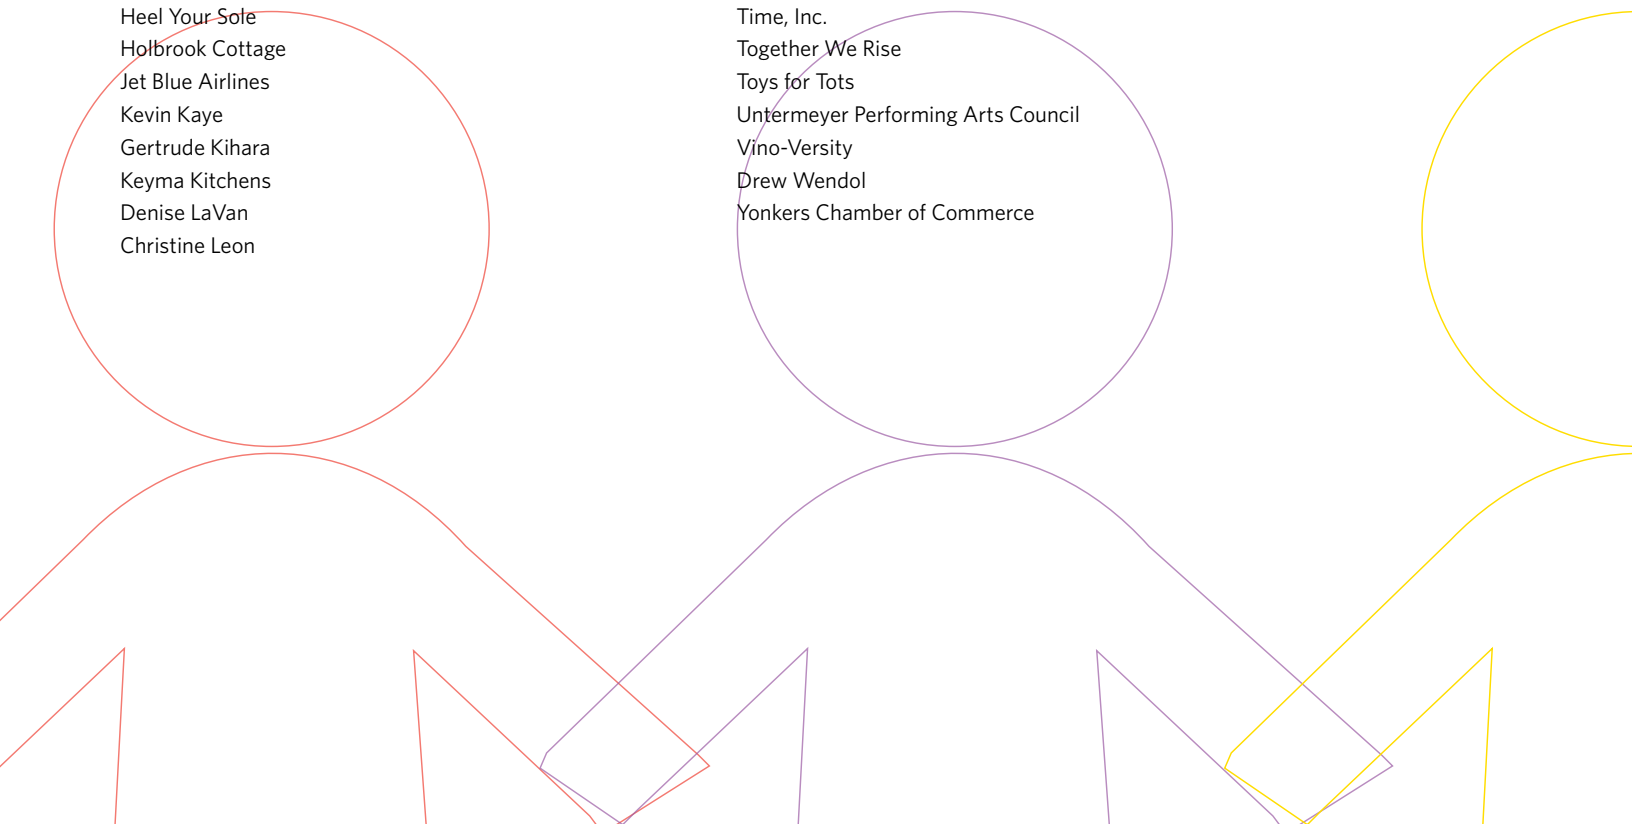 Heel Your Sole
Holbrook Cottage
Jet Blue Airlines
Kevin Kaye
Gertrude Kihara
Keyma Kitchens
Denise LaVan
Christine Leon
Time, Inc.
Together We Rise
Toys for Tots
Untermeyer Performing Arts Council
Vino-Versity
Drew Wendol
Yonkers Chamber of Commerce